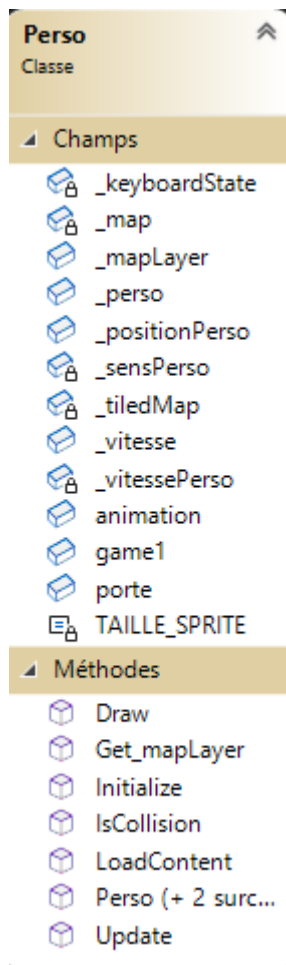 Perso
Classe
Champs
_keyboardState
_map
_mapLayer
_perso
_positionPerso
_sensPerso
_tiledMap
_vitesse
_vitessePerso
animation
game1
porte
TAILLE_SPRITE
Méthodes
Draw
Get_mapLayer
Initialize
IsCollision
LoadContent
Perso (+ 2 surc...
Update